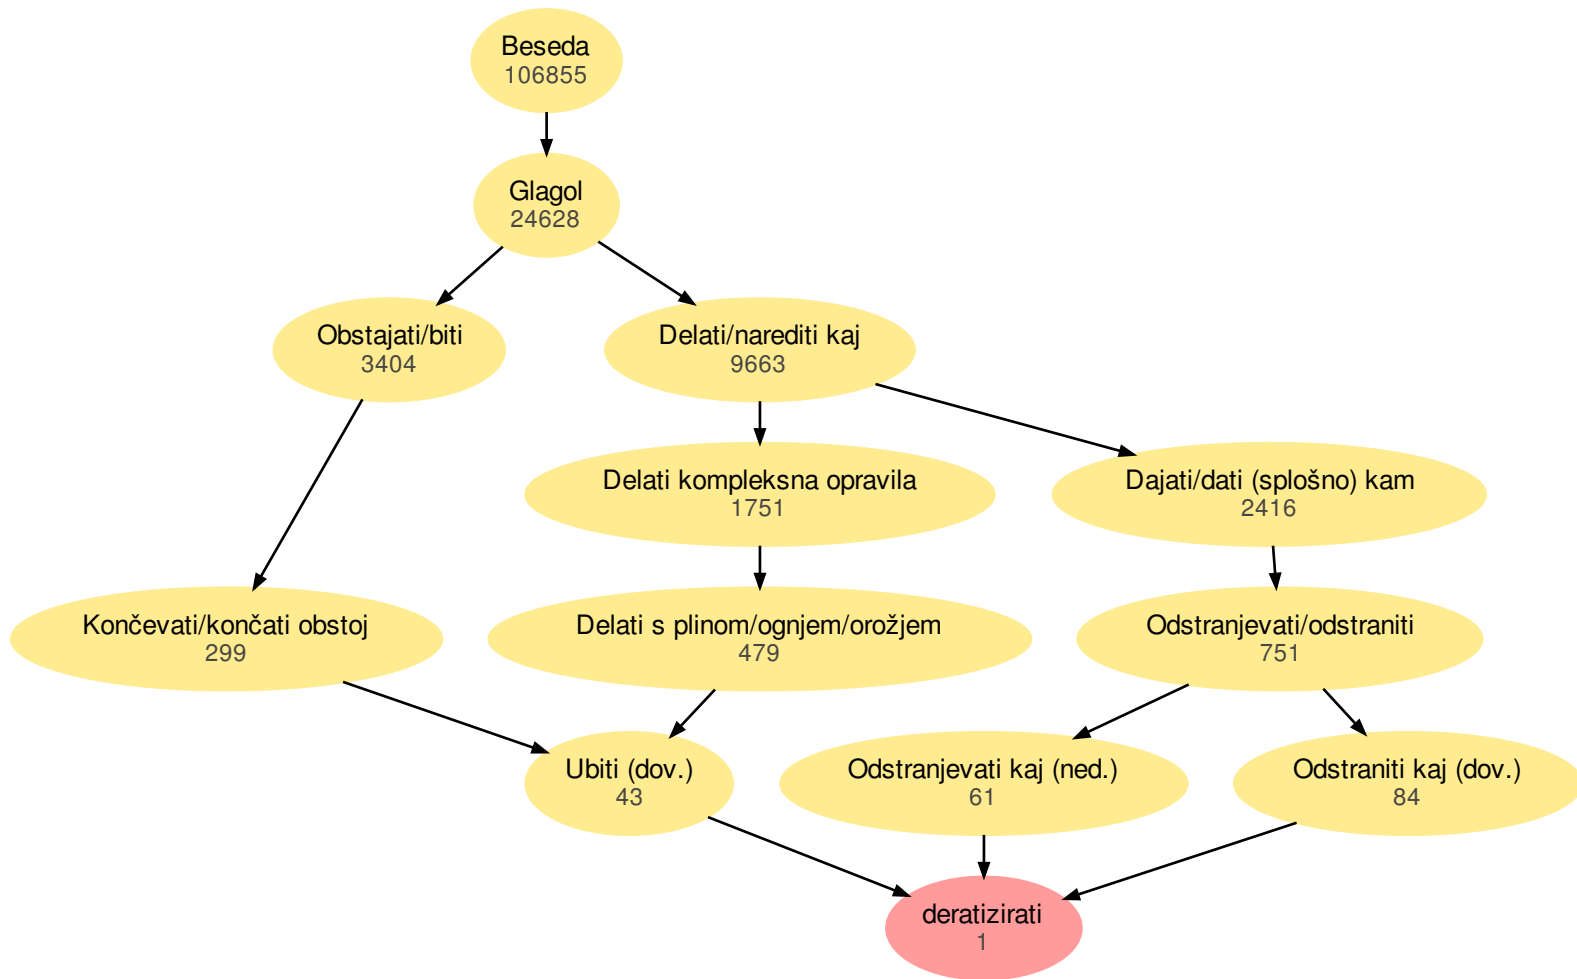 Beseda
106855
Glagol
24628
Obstajati/biti
3404
Delati/narediti kaj
9663
Delati kompleksna opravila
1751
Dajati/dati (splošno) kam
2416
Končevati/končati obstoj
299
Delati s plinom/ognjem/orožjem
479
Odstranjevati/odstraniti
751
Ubiti (dov.)
43
Odstranjevati kaj (ned.)
61
Odstraniti kaj (dov.)
84
deratizirati
1